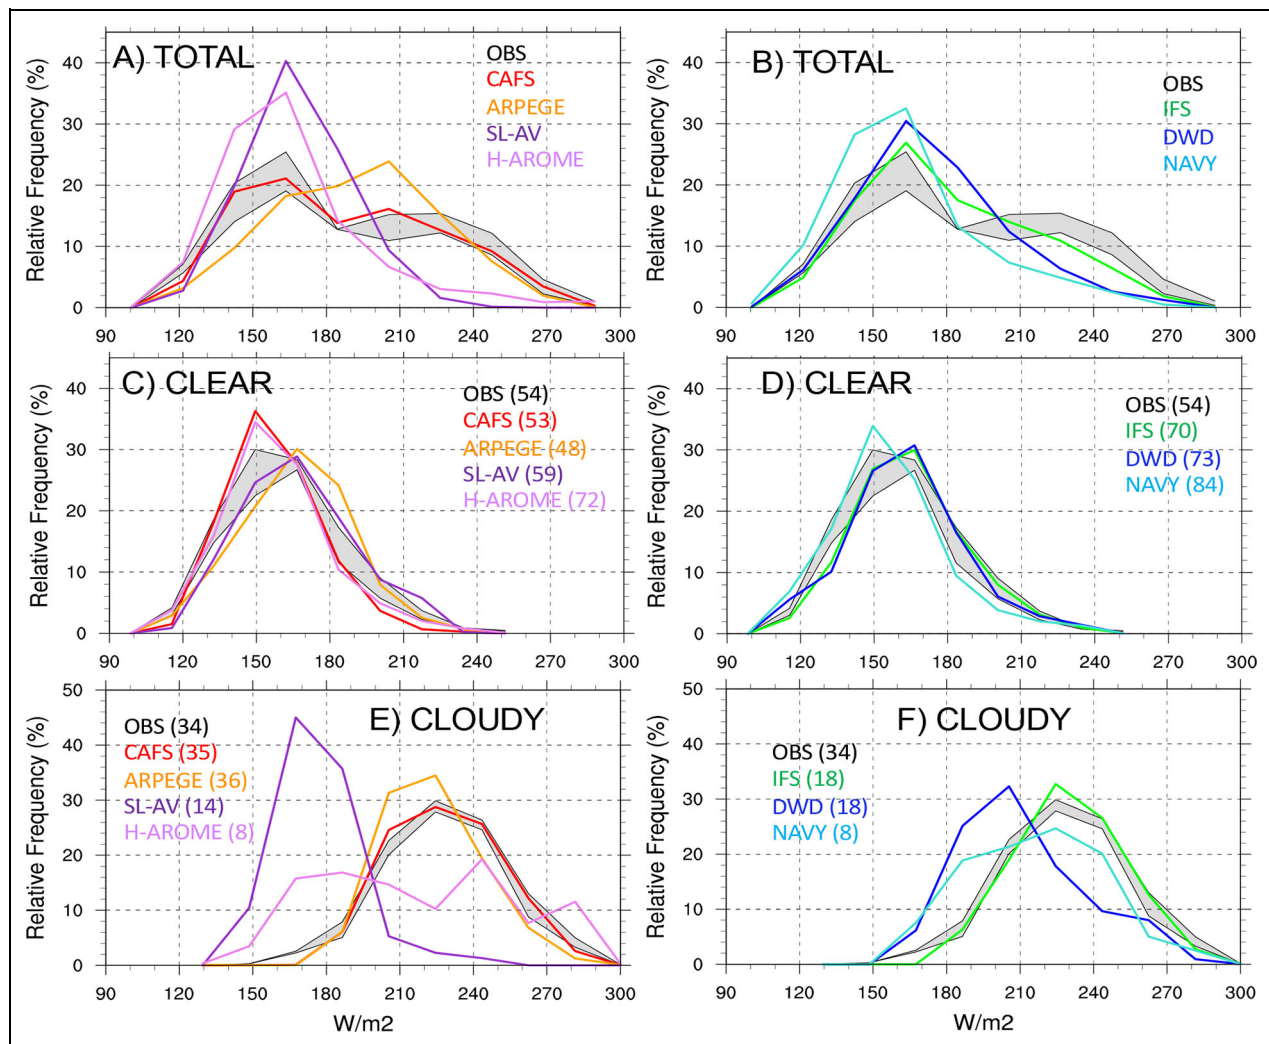 A) TOTAL
OBS
CAFS
ARPEGE
SL-AV
H-AROME
Relative Frequency (%)
40
30
20
10
0
90 120 150 180 210 240 270 300
B) TOTAL
OBS
IFS
DWD
NAVY
Relative Frequency (%)
40
30
20
10
0
90 120 150 180 210 240 270 300
C) CLEAR
OBS (54)
CAFS (53)
ARPEGE (48)
SL-AV (59)
H-AROME (72)
Relative Frequency (%)
40
30
20
10
0
90 120 150 180 210 240 270 300
D) CLEAR
OBS (54)
IFS (70)
DWD (73)
NAVY (84)
Relative Frequency (%)
40
30
20
10
0
90 120 150 180 210 240 270 300
E) CLOUDY
OBS (34)
CAFS (35)
ARPEGE (36)
SL-AV (14)
H-AROME (8)
Relative Frequency (%)
50
40
30
20
10
0
90 120 150 180 210 240 270 300
W/m2
F) CLOUDY
OBS (34)
IFS (18)
DWD (18)
NAVY (8)
Relative Frequency (%)
50
40
30
20
10
0
90 120 150 180 210 240 270 300
W/m2